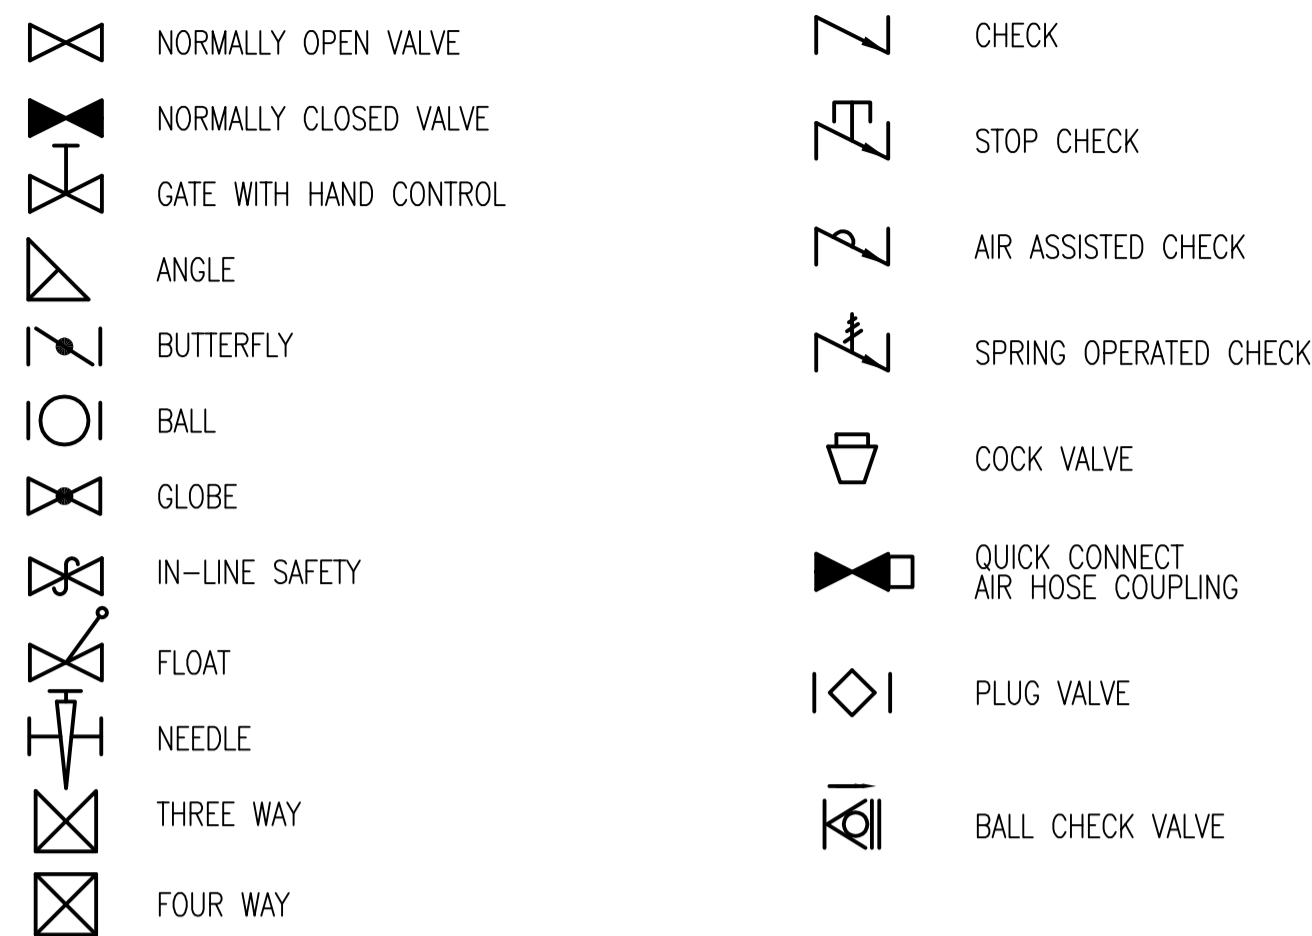 NORMALLY OPEN VALVE
NORMALLY CLOSED VALVE
GATE WITH HAND CONTROL
ANGLE
BUTTERFLY
BALL
GLOBE
IN-LINE SAFETY
FLOAT
NEEDLE
THREE WAY
FOUR WAY
CHECK
STOP CHECK
AIR ASSISTED CHECK
SPRING OPERATED CHECK
COCK VALVE
QUICK CONNECT
AIR HOSE COUPLING
PLUG VALVE
BALL CHECK VALVE